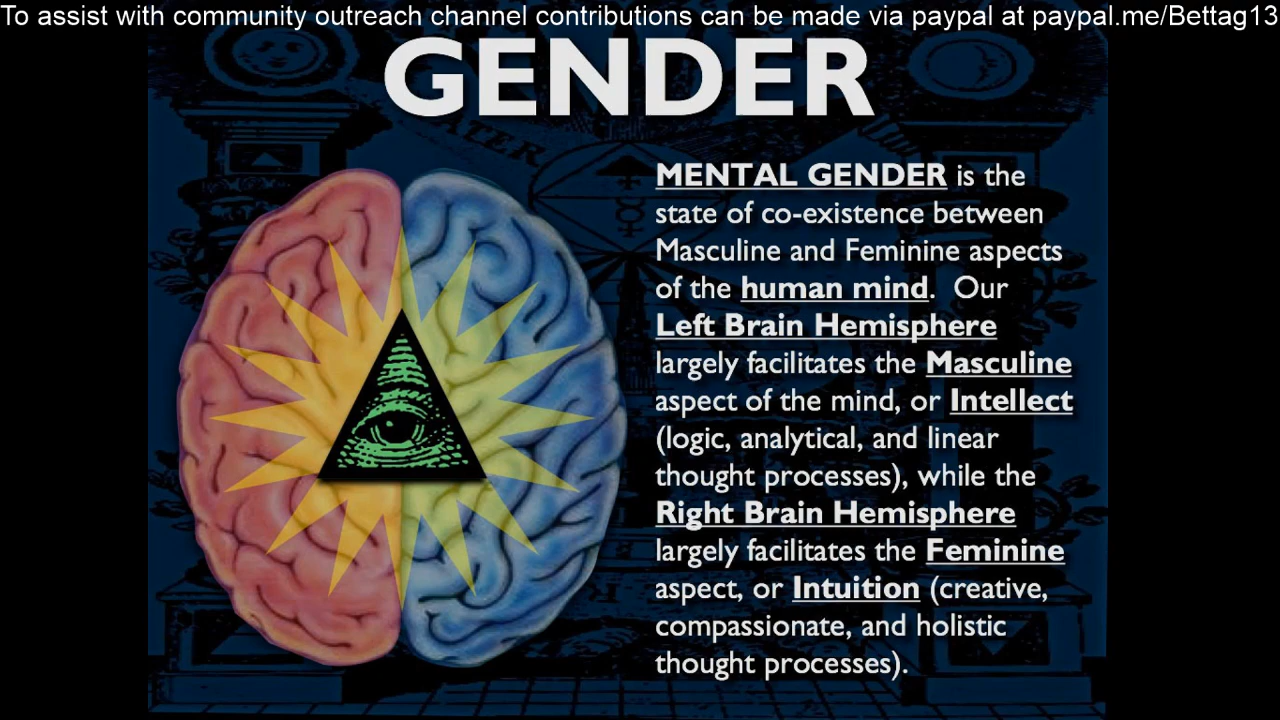 To assist with community outreach channel contributions can be made via paypal at paypal.me/Bettag13
GENDER
MENTAL GENDER is the
state of co-existence between
Masculine and Feminine aspects
of the human mind. Our
Left Brain Hemisphere
largely facilitates the Masculine
aspect of the mind, or Intellect
(logic, analytical, and linear
thought processes), while the
Right Brain Hemisphere
largely facilitates the Feminine
aspect, or Intuition (creative,
compassionate, and holistic
thought processes).